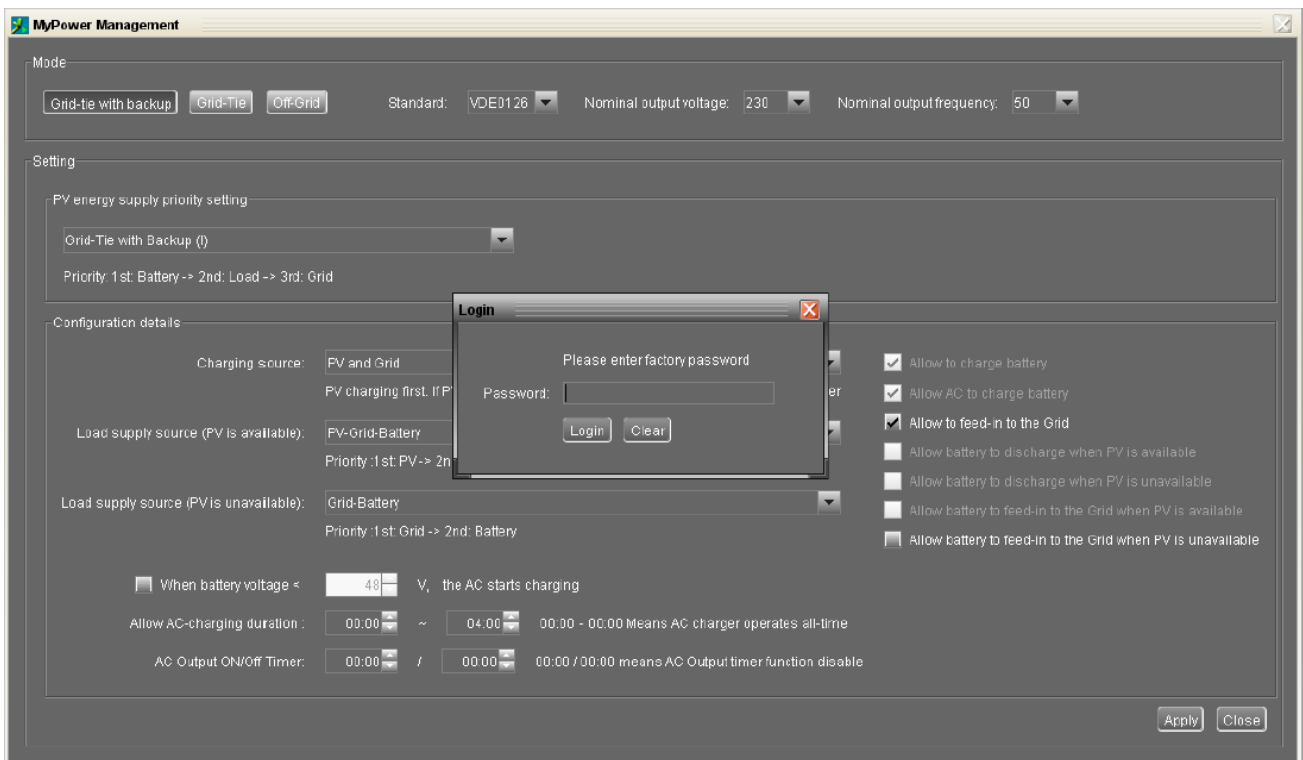 MyPower Management
Mode
Grid-tie with backup Grid-Tie Off-Grid Standard: VDE0126 Nominal output voltage: 230 Nominal output frequency: 50
Setting
PV energy supply priority setting
Grid-Tie with Backup (I)
Priority: 1st: Battery -> 2nd: Load -> 3rd: Grid
Configuration details
Login
Please enter factory password
Password:
Login Clear
Charging source: PV and Grid
PV charging first. If P er
Load supply source (PV is available): PV-Grid-Battery
Priority :1st: PV-> 2n
Load supply source (PV is unavailable): Grid-Battery
Priority :1st: Grid -> 2nd: Battery
Allow to charge battery
Allow AC to charge battery
Allow to feed-in to the Grid
Allow battery to discharge when PV is available
Allow battery to discharge when PV is unavailable
Allow battery to feed-in to the Grid when PV is available
Allow battery to feed-in to the Grid when PV is unavailable
When battery voltage < 48 V, the AC starts charging
Allow AC-charging duration : 00:00 ~ 04:00 00:00 - 00:00 Means AC charger operates all-time
AC Output ON/Off Timer: 00:00 / 00:00 00:00 / 00:00 means AC Output timer function disable
Apply Close